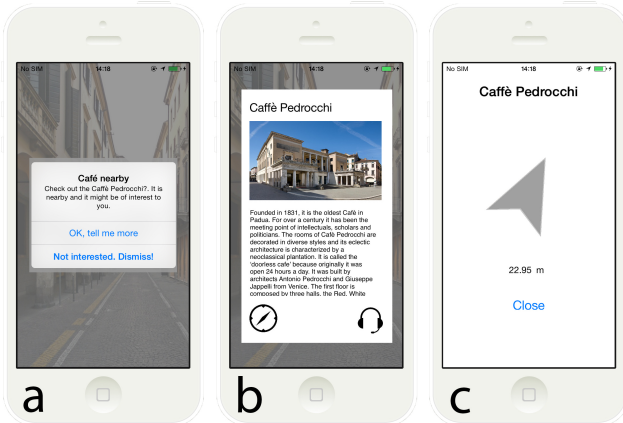 No SIM 14:18
Café nearby
Check out the Caffè Pedrocchi?. It is
nearby and it might be of interest to
you.
OK, tell me more
Not interested. Dismiss!
a
No SIM 14:18
Caffè Pedrocchi
Founded in 1831, it is the oldest Cafè in
Padua. For over a century it has been the
meeting point of intellectuals, scholars and
politicians. The rooms of Cafè Pedrocchi are
decorated in diverse styles and its eclectic
architecture is characterized by a
neoclassical plantation. It is called the
'doorless cafe' because originally it was
open 24 hours a day. It was built by
architects Antonio Pedrocchi and Giuseppe
Jappelli from Venice. The first floor is
composed by three halls, the Red, White
b
No SIM 14:18
Caffè Pedrocchi
22.95 m
Close
c